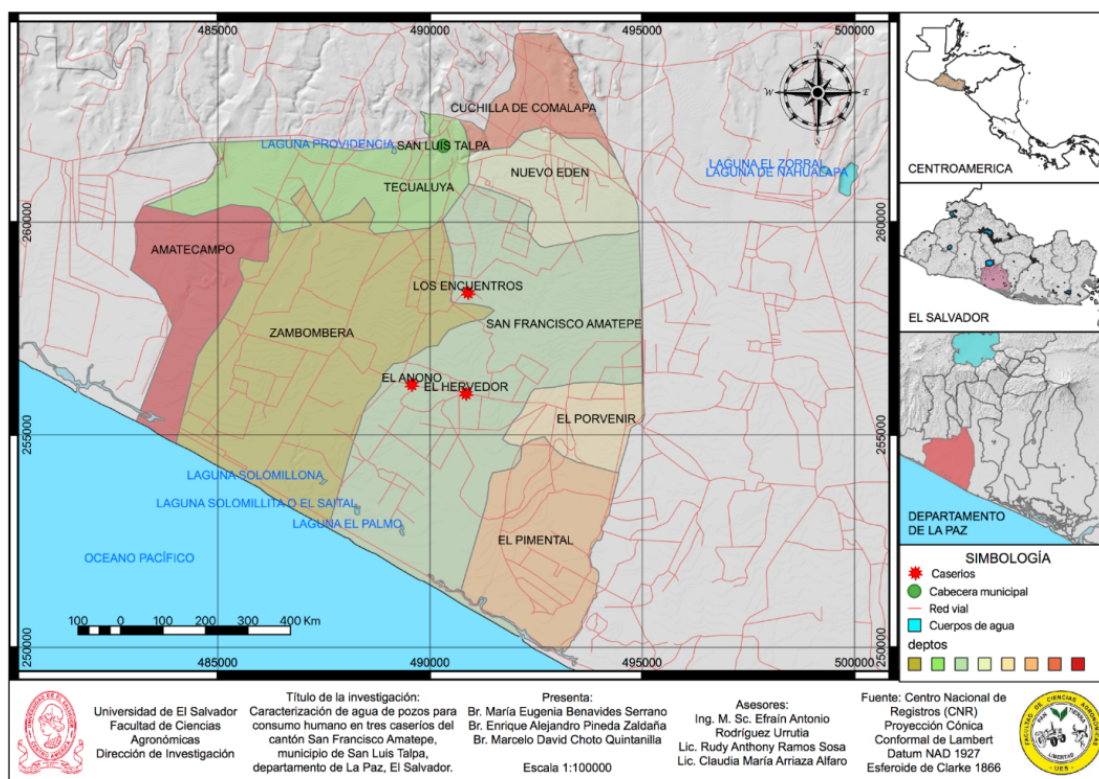 485000
490000
495000
500000
260000
255000
250000
260000
255000
250000
485000
490000
495000
500000
N
W
E
S
CUCHILLA DE COMALAPA
LAGUNA PROVIDENCIA
SAN LUIS TALPA
TECUALUYA
NUEVO EDEN
LAGUNA EL ZORRAL
LAGUNA DE NAHUALAPA
AMATECAMPO
LOS ENCUENTROS
ZAMBOMBERA
SAN FRANCISCO AMATEPE
EL ANONO
EL HERVEDOR
EL PORVENIR
LAGUNA SOLOMILLONA
LAGUNA SOLOMILLITA O EL SAITAL
LAGUNA EL PALMO
EL PIMENTAL
OCEANO PACÍFICO
100 0 100 200 300 400 Km
CENTROAMERICA
EL SALVADOR
DEPARTAMENTO
DE LA PAZ
SIMBOLOGÍA
Caserios
Cabecera municipal
Red vial
Cuerpos de agua
deptos
Universidad de El Salvador
Facultad de Ciencias
Agronómicas
Dirección de Investigación
Título de la investigación:
Caracterización de agua de pozos para
consumo humano en tres caseríos del
cantón San Francisco Amatepe,
municipio de San Luis Talpa,
departamento de La Paz, El Salvador.
Presenta:
Br. María Eugenia Benavides Serrano
Br. Enrique Alejandro Pineda Zaldaña
Br. Marcelo David Choto Quintanilla
Escala 1:100000
Asesores:
Ing. M. Sc. Efraín Antonio
Rodríguez Urrutia
Lic. Rudy Anthony Ramos Sosa
Lic. Claudia María Arriaza Alfaro
Fuente: Centro Nacional de
Registros (CNR)
Proyección Cónica
Conformal de Lambert
Datum NAD 1927
Esferoide de Clarke 1866
FACULTAD DE CIENCIAS AGRONOMICAS
PAN
TIERRA
LIBERTAD
- UES -